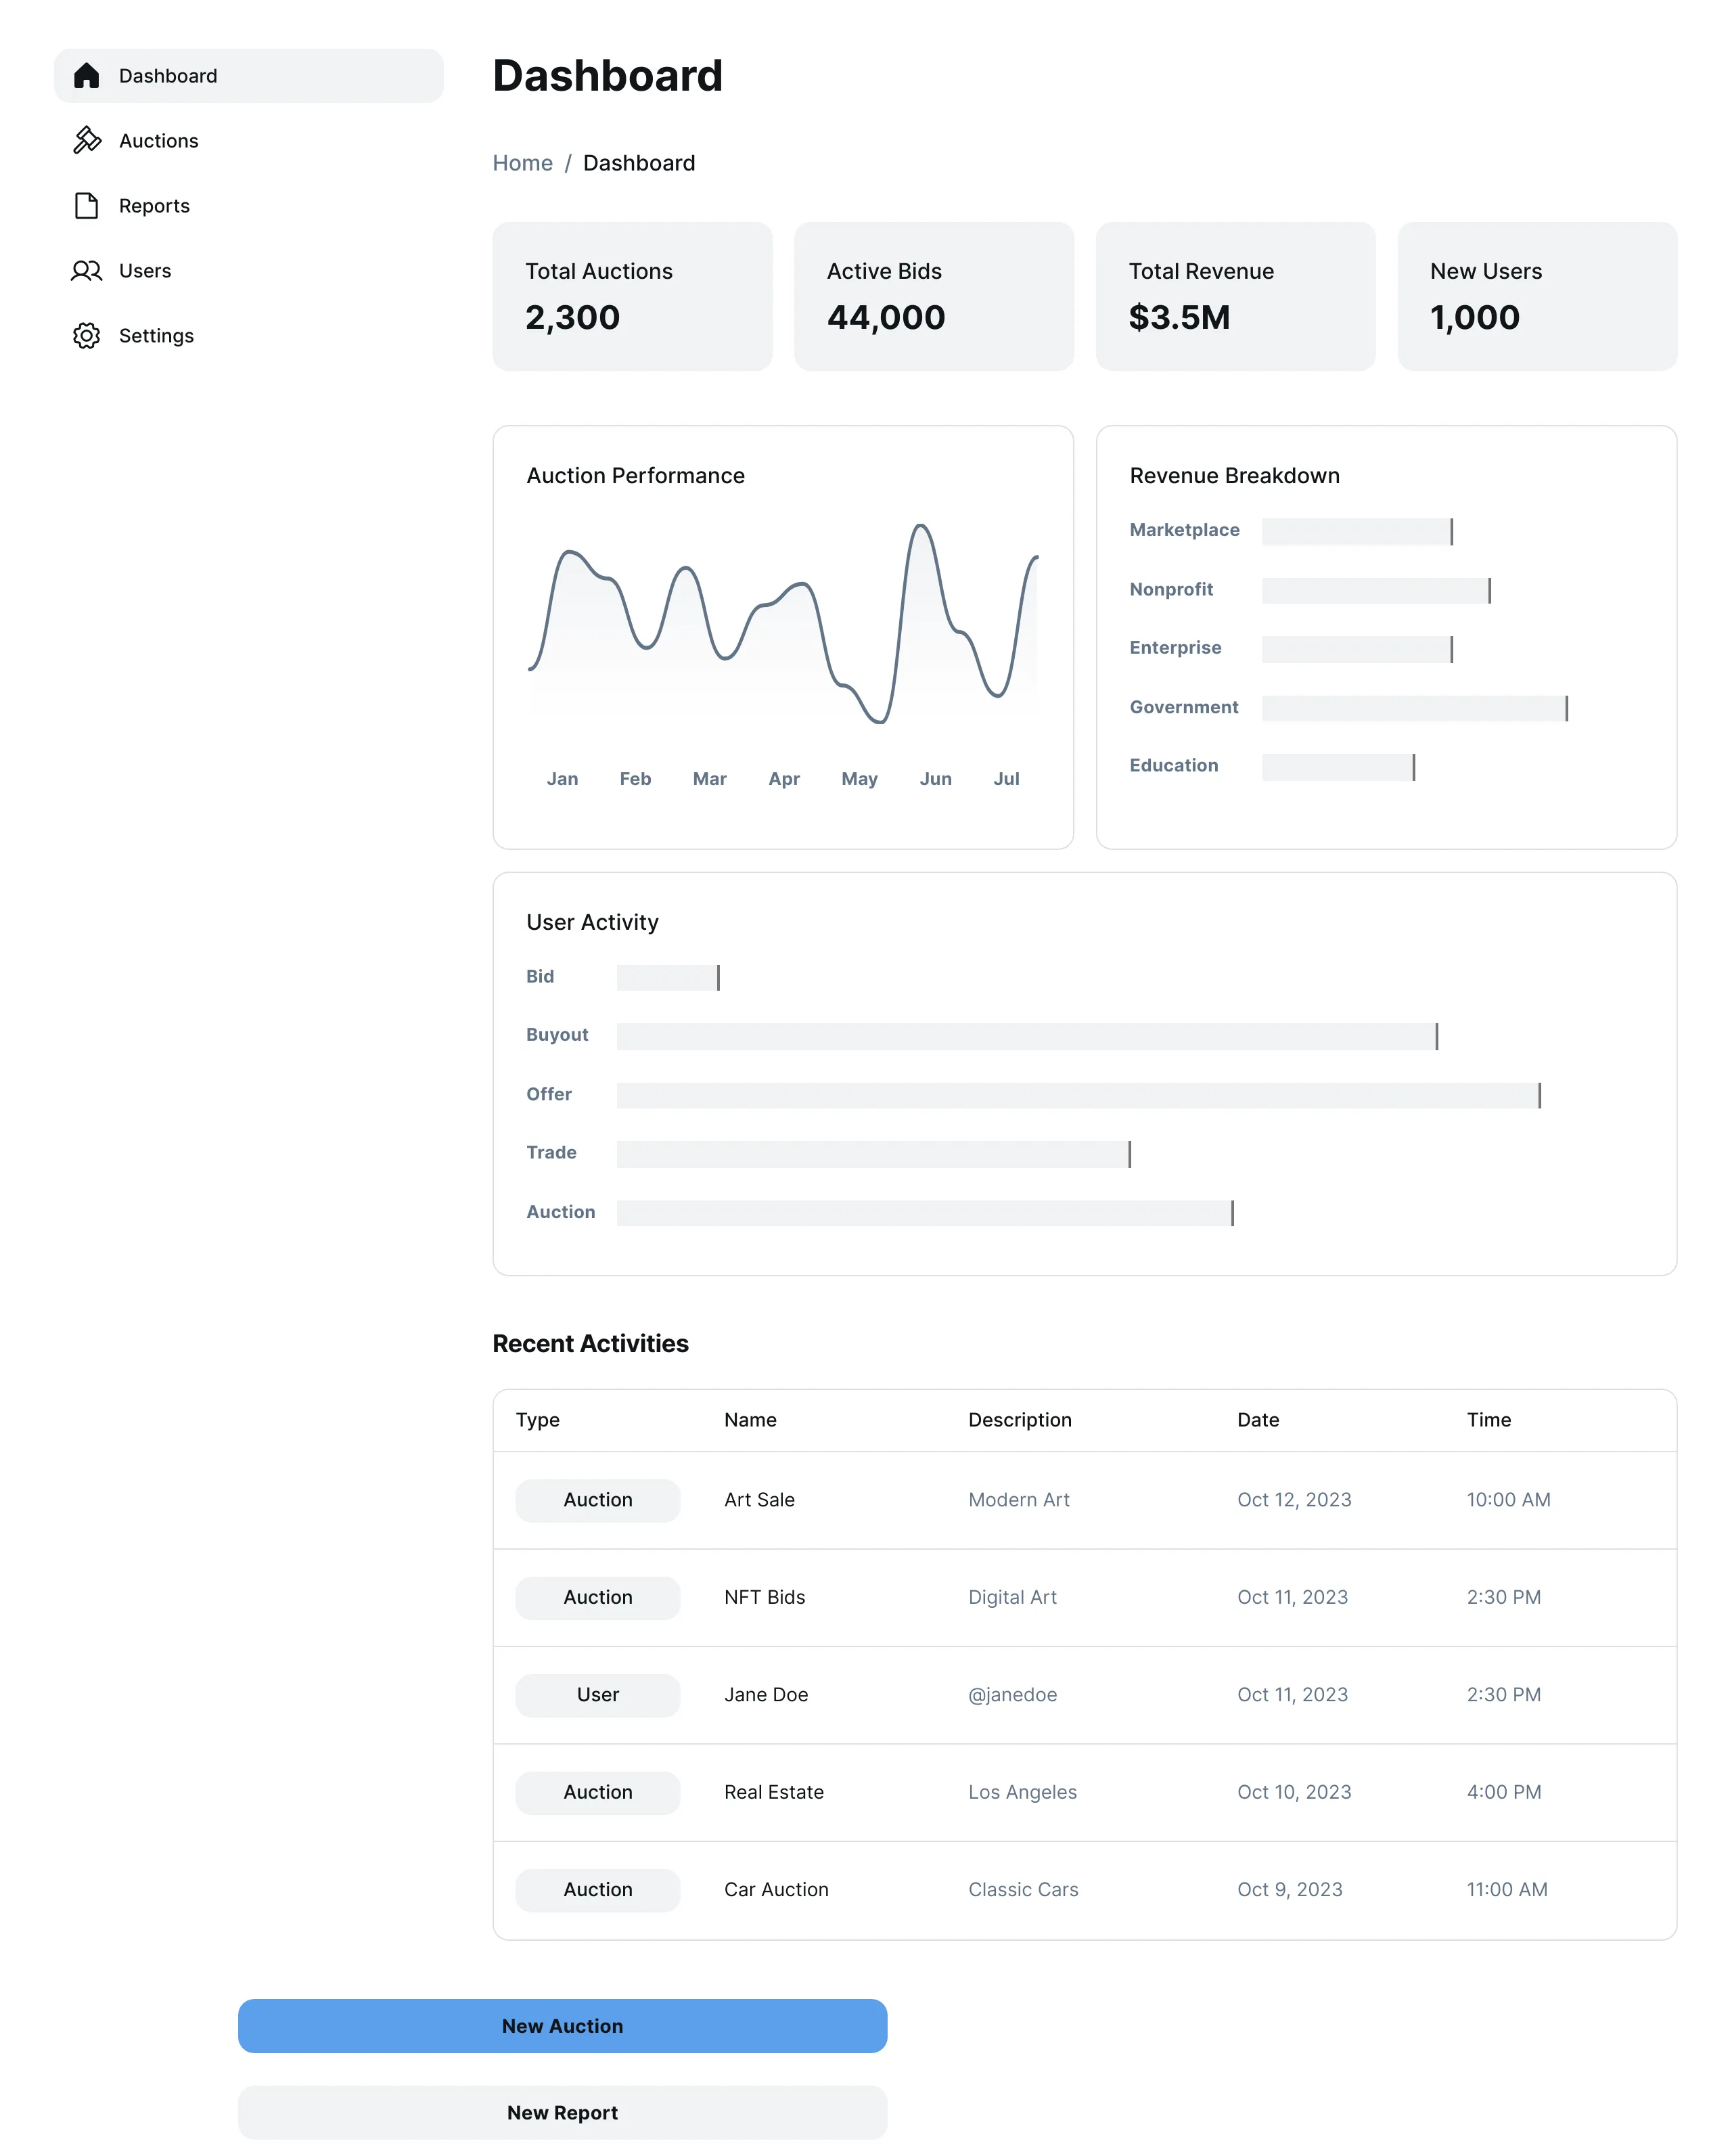 Dashboard
Auctions
Reports
Users
Settings
Dashboard
Home / Dashboard
Total Auctions
2,300
Active Bids
44,000
Total Revenue
$3.5M
New Users
1,000
Auction Performance
Jan Feb Mar Apr May Jun Jul
Revenue Breakdown
Marketplace
Nonprofit
Enterprise
Government
Education
User Activity
Bid
Buyout
Offer
Trade
Auction
Recent Activities
Type Name Description Date Time
Auction Art Sale Modern Art Oct 12, 2023 10:00 AM
Auction NFT Bids Digital Art Oct 11, 2023 2:30 PM
User Jane Doe @janedoe Oct 11, 2023 2:30 PM
Auction Real Estate Los Angeles Oct 10, 2023 4:00 PM
Auction Car Auction Classic Cars Oct 9, 2023 11:00 AM
New Auction
New Report